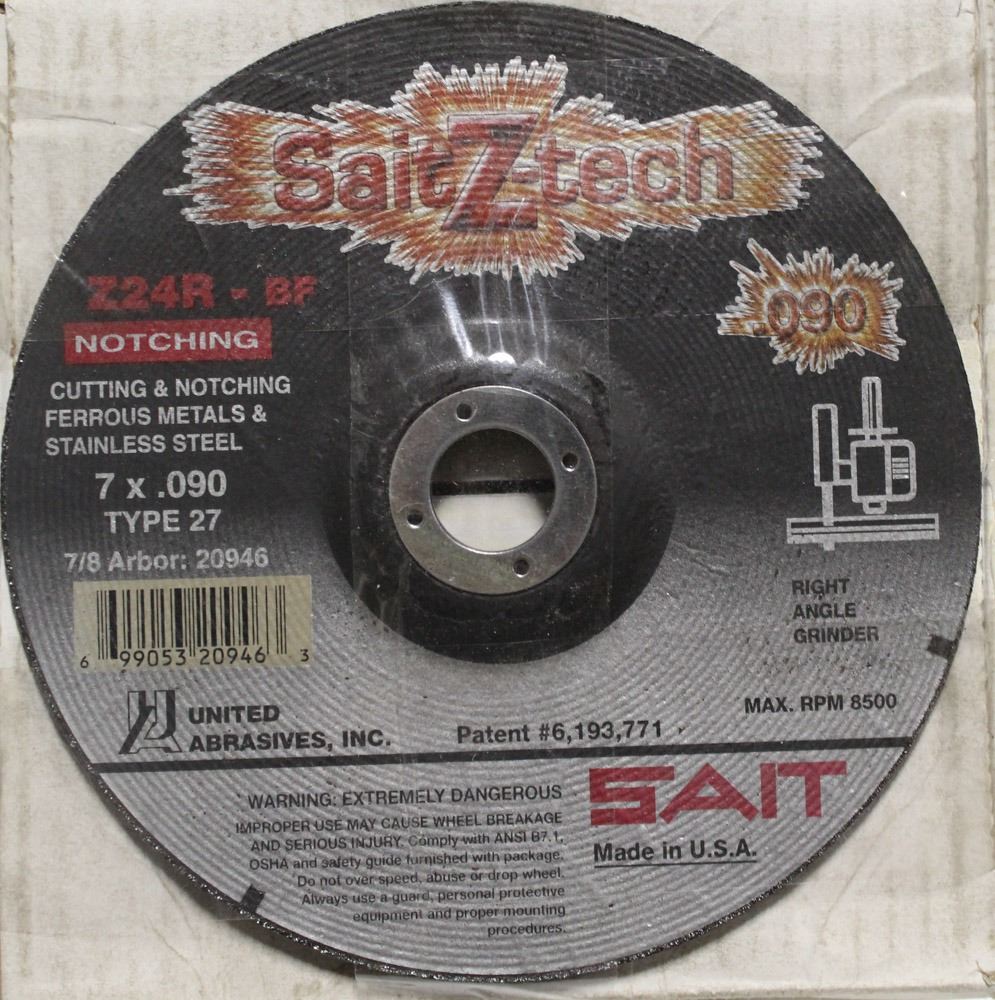 SaitZ-tech
Z24R - BF
.090
NOTCHING
CUTTING & NOTCHING
FERROUS METALS &
STAINLESS STEEL
7 x .090
TYPE 27
7/8 Arbor: 20946
6 99053 20946 3
RIGHT
ANGLE
GRINDER
UNITED
ABRASIVES, INC.
Patent #6,193,771
MAX. RPM 8500
SAIT
Made in U.S.A.
WARNING: EXTREMELY DANGEROUS
IMPROPER USE MAY CAUSE WHEEL BREAKAGE
AND SERIOUS INJURY. Comply with ANSI B7.1,
OSHA and safety guide furnished with package.
Do not over speed, abuse or drop wheel.
Always use a guard, personal protective
equipment and proper mounting
procedures.